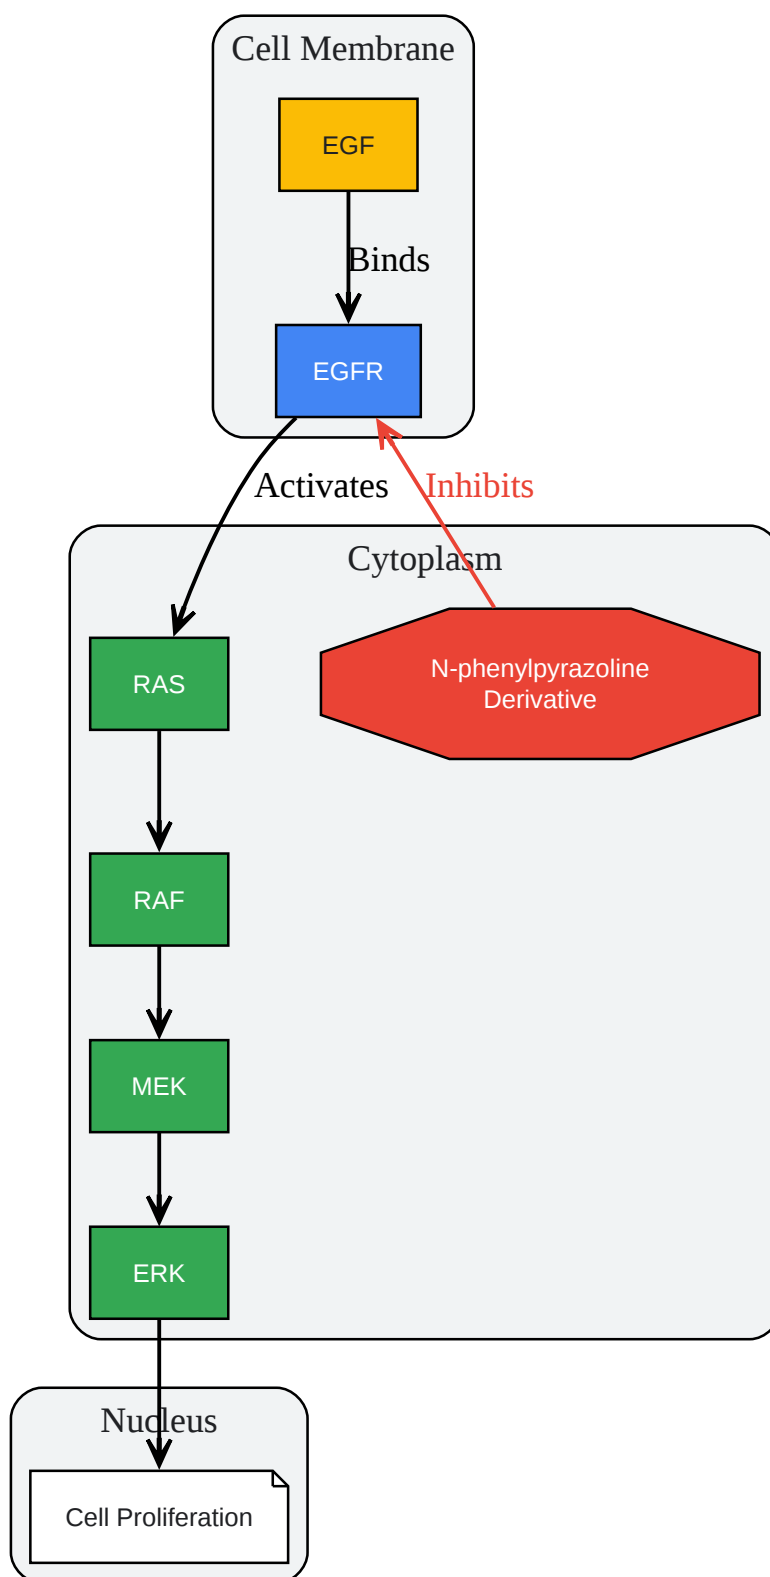 Cell Membrane
EGF
Binds
EGFR
Activates
Inhibits
Cytoplasm
RAS
N-phenylpyrazoline
Derivative
RAF
MEK
ERK
Nucleus
Cell Proliferation